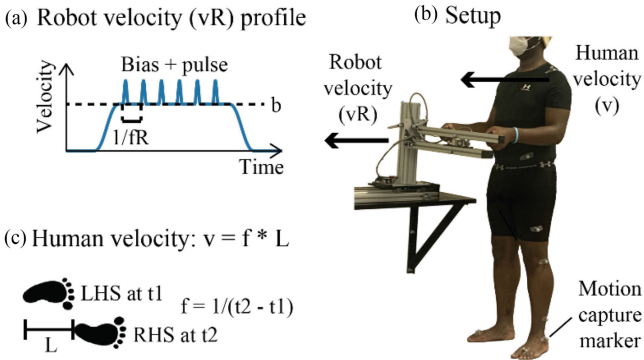 (a) Robot velocity (vR) profile
Bias + pulse
Velocity
b
1/fR
Time
(b) Setup
Robot
velocity
(vR)
Human
velocity
(v)
Motion
capture
marker
(c) Human velocity: v = f * L
LHS at t1
f = 1/(t2 - t1)
RHS at t2
L